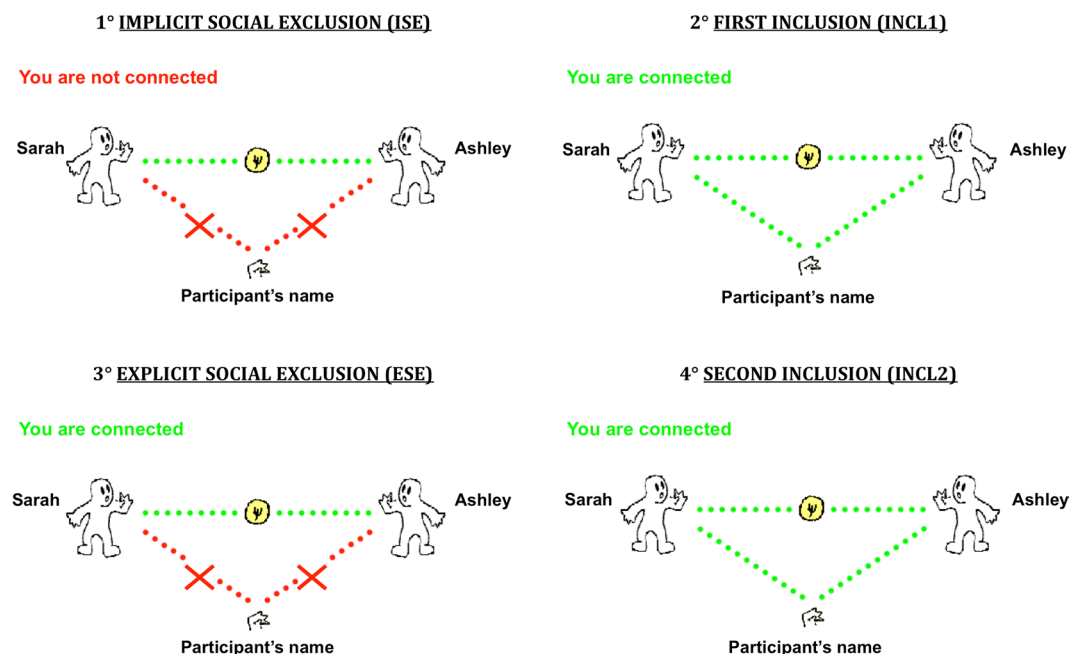 1° IMPLICIT SOCIAL EXCLUSION (ISE)
You are not connected
Sarah
Ψ
Ashley
Participant’s name
2° FIRST INCLUSION (INCL1)
You are connected
Sarah
Ψ
Ashley
Participant’s name
3° EXPLICIT SOCIAL EXCLUSION (ESE)
You are connected
Sarah
Ψ
Ashley
Participant’s name
4° SECOND INCLUSION (INCL2)
You are connected
Sarah
Ψ
Ashley
Participant’s name